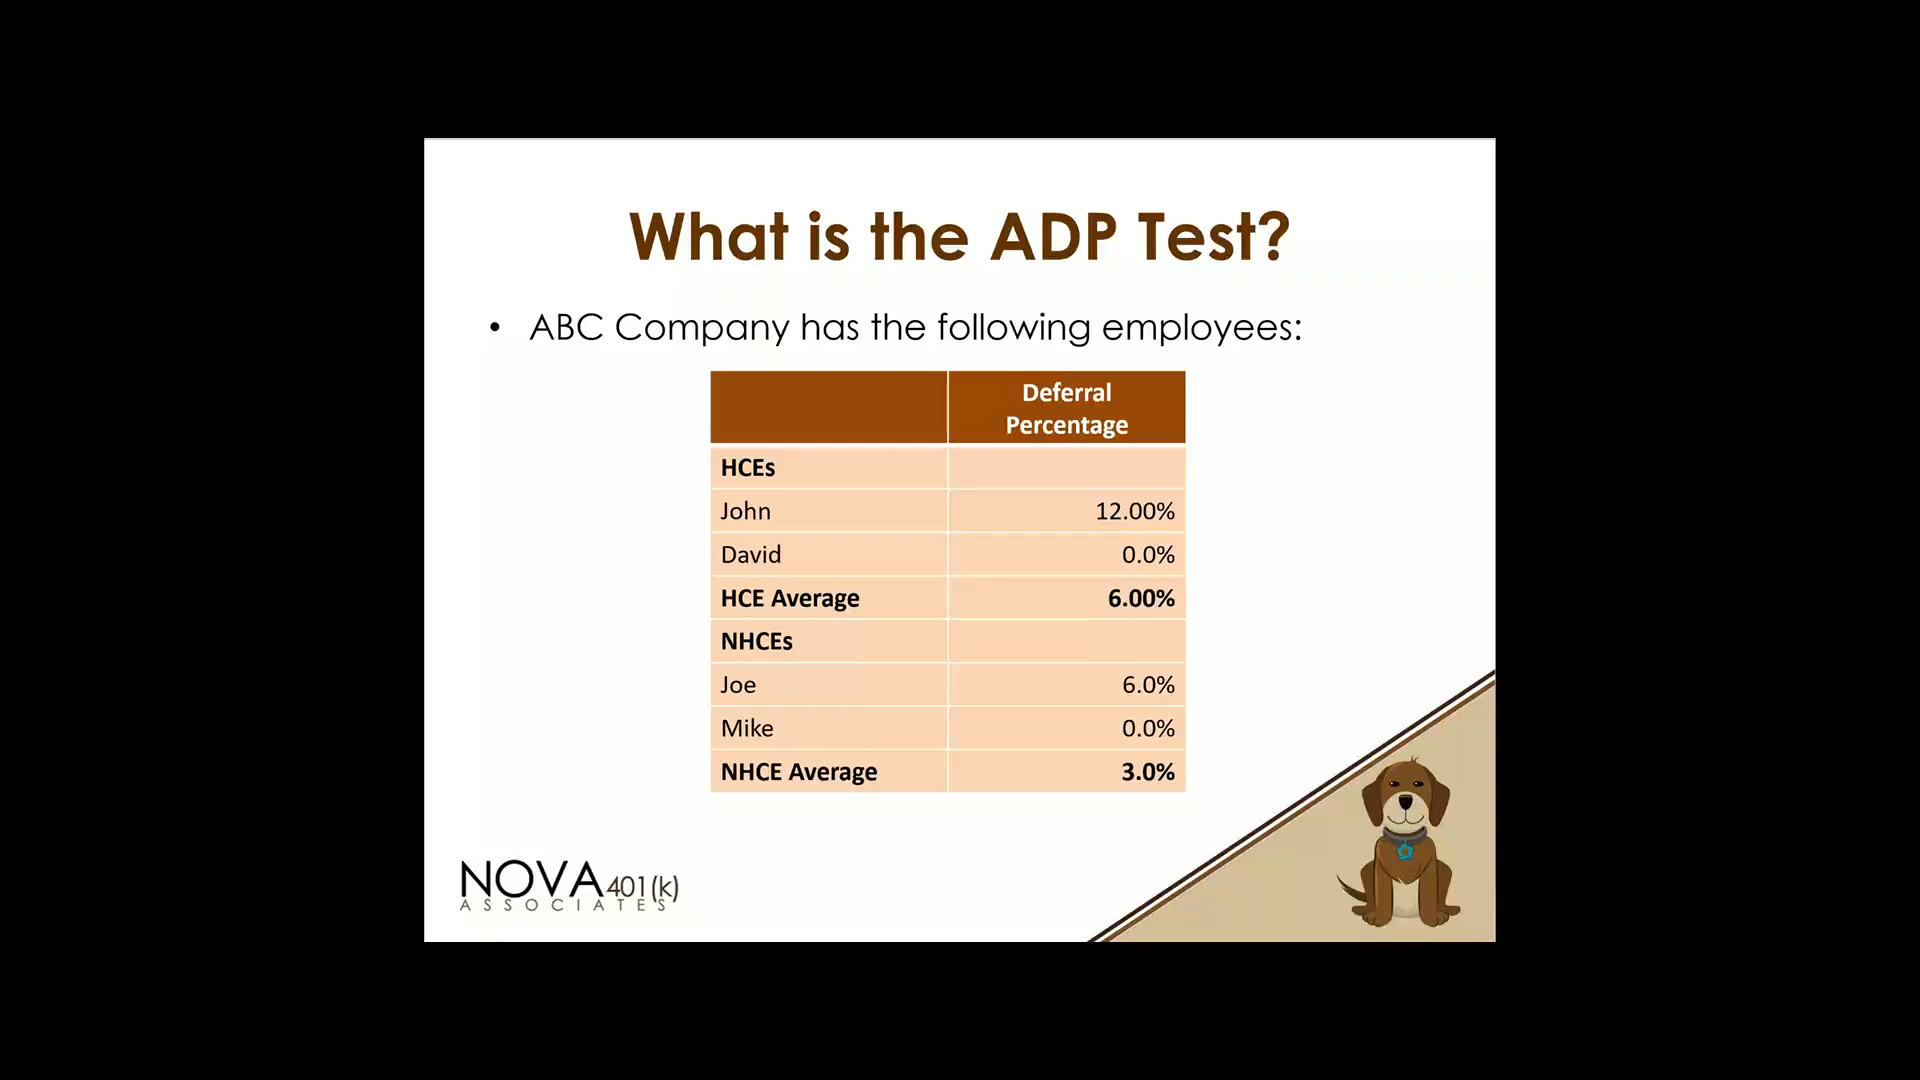 What is the ADP Test?
• ABC Company has the following employees:
Deferral
Percentage
HCEs
John 12.00%
David 0.0%
HCE Average 6.00%
NHCEs
Joe 6.0%
Mike 0.0%
NHCE Average 3.0%
NOVA 401(k)
ASSOCIATES